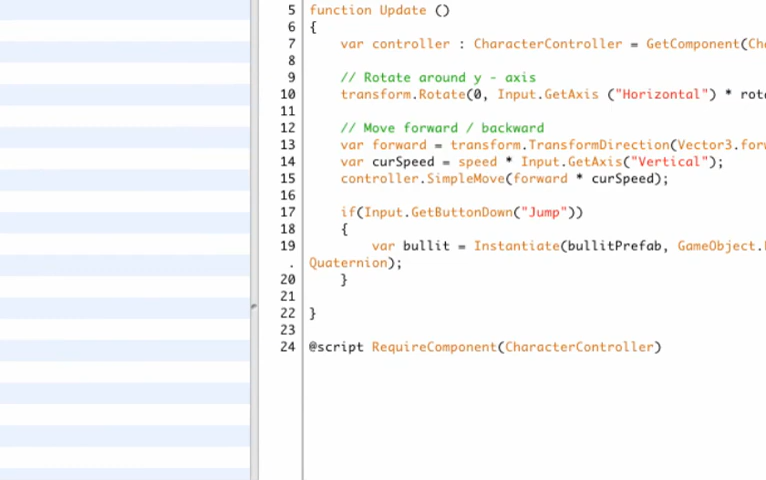 5 function Update ()
6 {
7 var controller : CharacterController = GetComponent(
8
9 // Rotate around y - axis
10 transform.Rotate(0, Input.GetAxis ("Horizontal") *
11
12 // Move forward / backward
13 var forward = transform.TransformDirection(Vector3.
14 var curSpeed = speed * Input.GetAxis("Vertical");
15 controller.SimpleMove(forward * curSpeed);
16
17 if(Input.GetButtonDown("Jump"))
18 {
19 var bullit = Instantiate(bullitPrefab, GameObject.
. Quaternion);
20 }
21
22 }
23
24 @script RequireComponent(CharacterController)